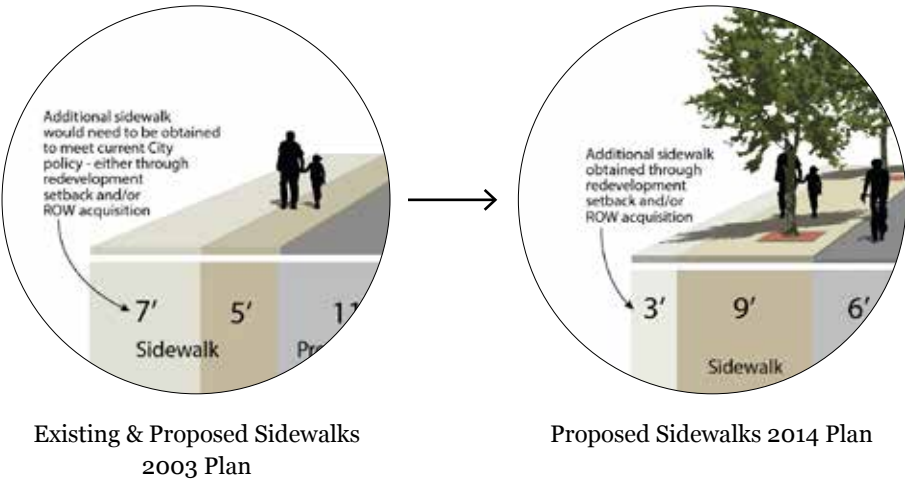 Additional sidewalk
would need to be obtained
to meet current City
policy - either through
redevelopment
setback and/or
ROW acquisition
7'
5'
11
Sidewalk
Additional sidewalk
obtained through
redevelopment
setback and/or
ROW acquisition
3'
9'
6'
Sidewalk
Existing & Proposed Sidewalks
2003 Plan
Proposed Sidewalks 2014 Plan